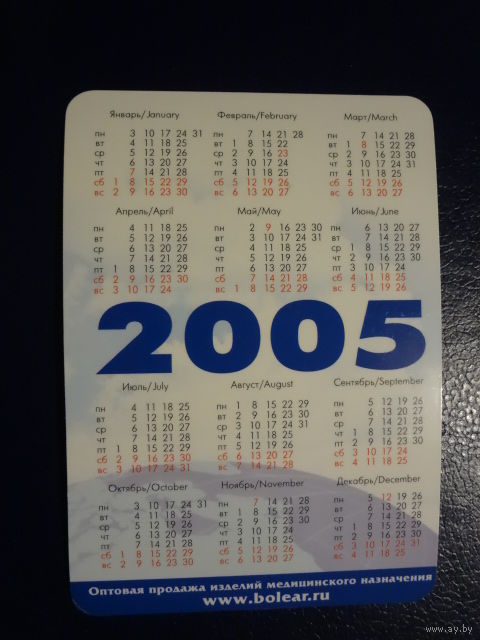 Январь/January Февраль/February Март/March
пн 3 10 17 24 31 пн 7 14 21 28 пн 7 14 21 28
вт 4 11 18 25 вт 1 8 15 22 вт 1 8 15 22 29
ср 5 12 19 26 ср 2 9 16 23 ср 2 9 16 23 30
чт 6 13 20 27 чт 3 10 17 24 чт 3 10 17 24 31
пт 7 14 21 28 пт 4 11 18 25 пт 4 11 18 25
сб 1 8 15 22 29 сб 5 12 19 26 сб 5 12 19 26
вс 2 9 16 23 30 вс 6 13 20 27 вс 6 13 20 27
Апрель/April Май/May Июнь/June
пн 4 11 18 25 пн 2 9 16 23 30 пн 6 13 20 27
вт 5 12 19 26 вт 3 10 17 24 31 вт 7 14 21 28
ср 6 13 20 27 ср 4 11 18 25 ср 1 8 15 22 29
чт 7 14 21 28 чт 5 12 19 26 чт 2 9 16 23 30
пт 1 8 15 22 29 пт 6 13 20 27 пт 3 10 17 24
сб 2 9 16 23 30 сб 7 14 21 28 сб 4 11 18 25
вс 3 10 17 24 вс 1 8 15 22 29 вс 5 12 19 26
2005
Июль/July Август/August Сентябрь/September
пн 4 11 18 25 пн 1 8 15 22 29 пн 5 12 19 26
вт 5 12 19 26 вт 2 9 16 23 30 вт 6 13 20 27
ср 6 13 20 27 ср 3 10 17 24 31 ср 7 14 21 28
чт 7 14 21 28 чт 4 11 18 25 чт 1 8 15 22 29
пт 1 8 15 22 29 пт 5 12 19 26 пт 2 9 16 23 30
сб 2 9 16 23 30 сб 6 13 20 27 сб 3 10 17 24
вс 3 10 17 24 31 вс 7 14 21 28 вс 4 11 18 25
Октябрь/October Ноябрь/November Декабрь/December
пн 3 10 17 24 31 пн 7 14 21 28 пн 5 12 19 26
вт 4 11 18 25 вт 1 8 15 22 29 вт 6 13 20 27
ср 5 12 19 26 ср 2 9 16 23 30 ср 7 14 21 28
чт 6 13 20 27 чт 3 10 17 24 чт 1 8 15 22 29
пт 7 14 21 28 пт 4 11 18 25 пт 2 9 16 23 30
сб 1 8 15 22 29 сб 5 12 19 26 сб 3 10 17 24 31
вс 2 9 16 23 30 вс 6 13 20 27 вс 4 11 18 25
Оптовая продажа изделий медицинского назначения
www.bolear.ru
www.ay.by